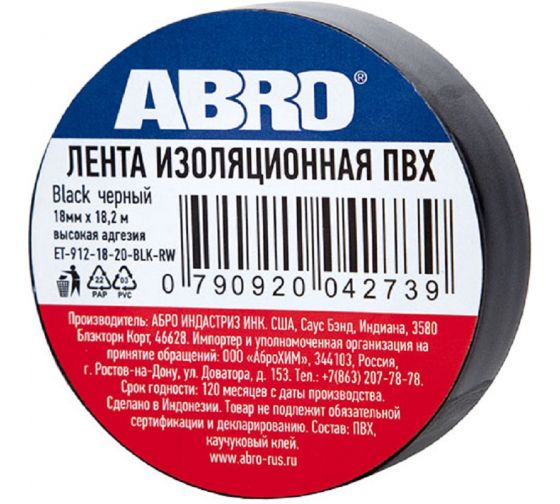 ABRO®
ЛЕНТА ИЗОЛЯЦИОННАЯ ПВХ
Black черный
18мм x 18,2 м
высокая адгезия
ET-912-18-20-BLK-RW
22
PAP
03
PVC
0 790920 042739
Производитель: АБРО ИНДАСТРИЗ ИНК. США, Саус Бэнд, Индиана, 3580
Блэкторн Корт, 46628. Импортер и уполномоченная организация на
принятие обращений: ООО «АброХИМ», 344103, Россия,
г. Ростов-на-Дону, ул. Доватора, д. 153. Тел.: +7(863) 207-78-78.
Срок годности: 120 месяцев с даты производства.
Сделано в Индонезии. Товар не подлежит обязательной
сертификации и декларированию. Состав: ПВХ,
каучуковый клей.
www.abro-rus.ru